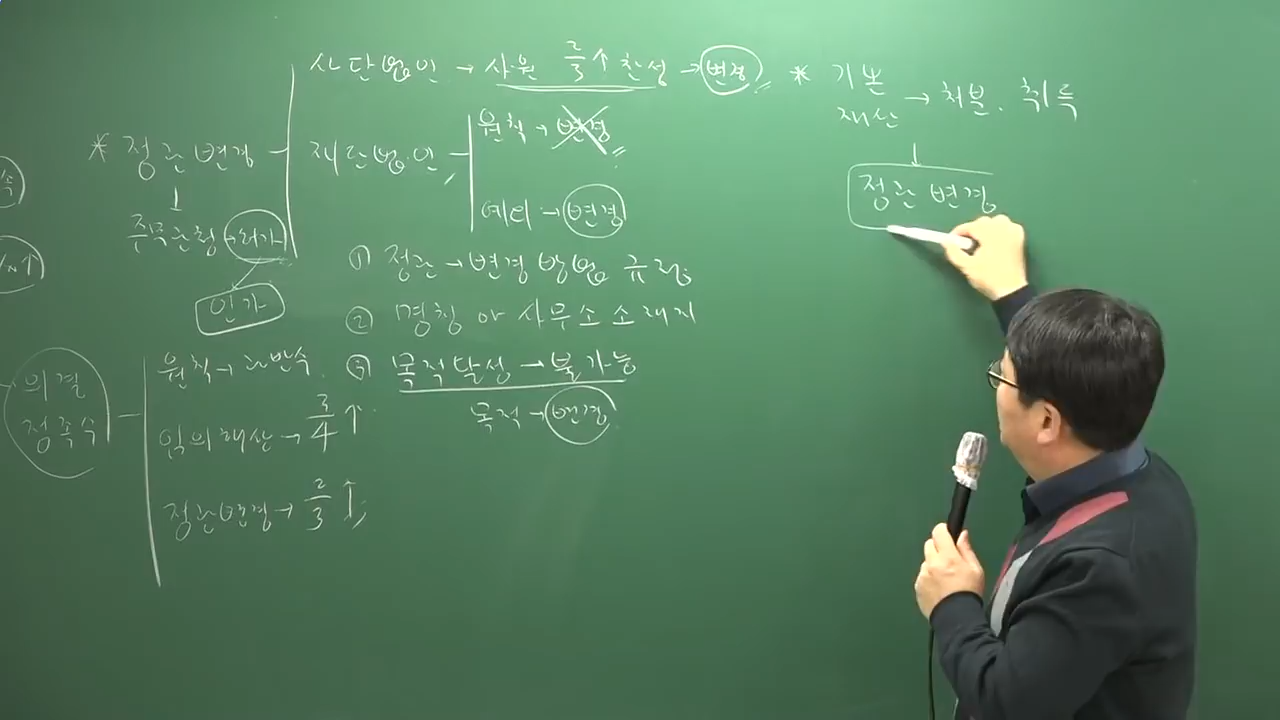 사단법인 → 사원 2/3↑ 찬성 → 변경
* 정관변경
재단법인
원칙 → 변경
예외 → 변경
주무관청 → 허가
인가
① 정관 → 변경 방법 규정
② 명칭 or 사무소 소재지
③ 목적달성 → 불가능
목적 → 변경
의결
정족수
원칙 → 과반수
임의해산 → 3/4↑
정관변경 → 2/3↑
* 기본
재산 → 처분. 취득
↓
정관 변경